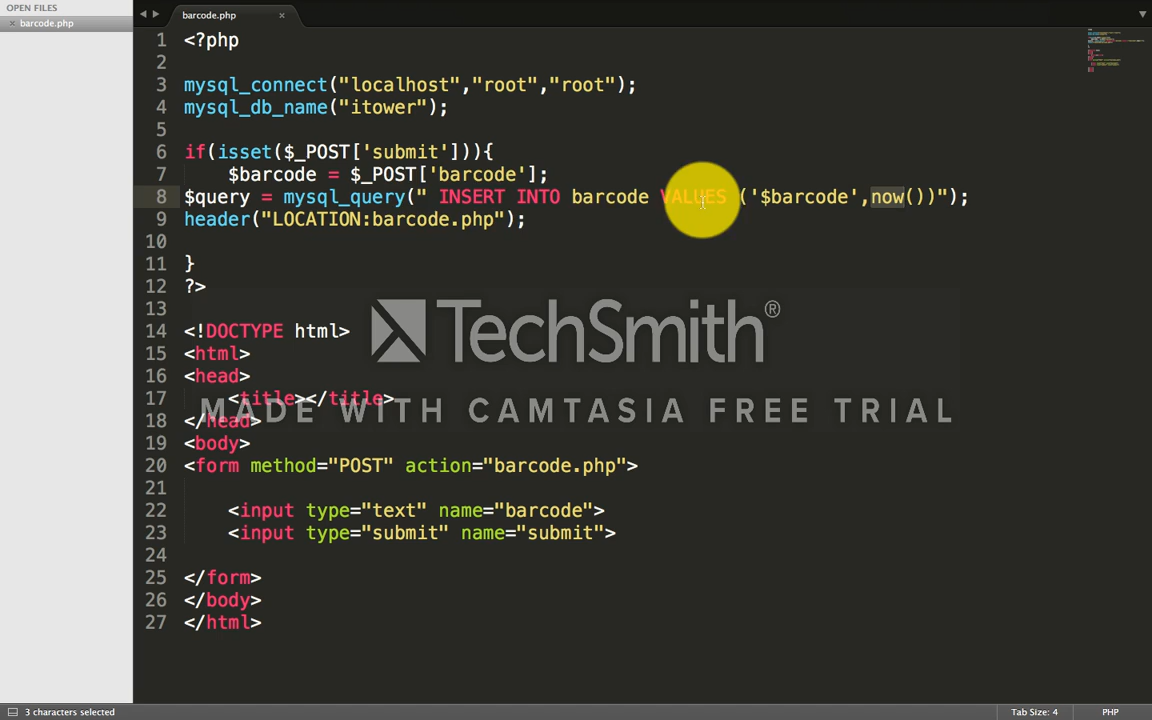 OPEN FILES
barcode.php
barcode.php
1 <?php
2
3 mysql_connect("localhost","root","root");
4 mysql_db_name("itower");
5
6 if(isset($_POST['submit'])){
7 $barcode = $_POST['barcode'];
8 $query = mysql_query(" INSERT INTO barcode VALUES ('$barcode',now())");
9 header("LOCATION:barcode.php");
10
11 }
12 ?>
13
14 <!DOCTYPE html>
15 <html>
16 <head>
17 <title></title>
18 </head>
19 <body>
20 <form method="POST" action="barcode.php">
21
22 <input type="text" name="barcode">
23 <input type="submit" name="submit">
24
25 </form>
26 </body>
27 </html>
TechSmith®
MADE WITH CAMTASIA FREE TRIAL
3 characters selected
Tab Size: 4
PHP